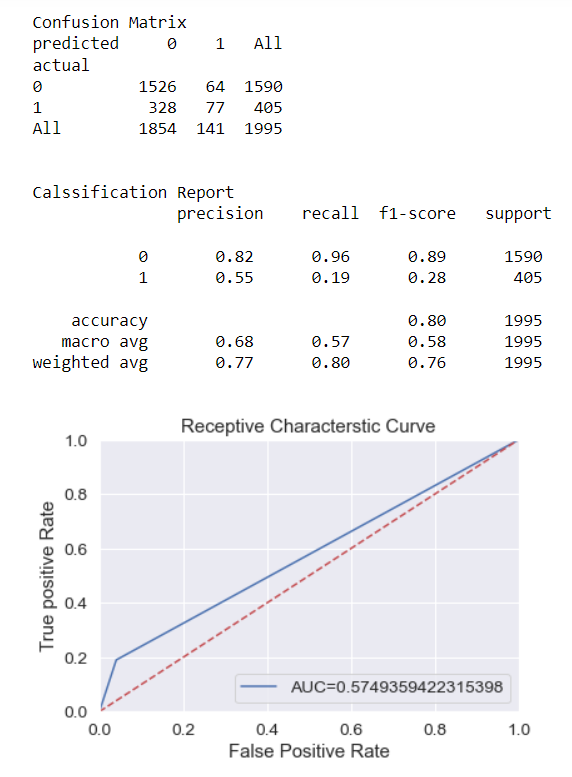 Confusion Matrix
predicted 0 1 All
actual
0 1526 64 1590
1 328 77 405
All 1854 141 1995
Calssification Report
precision recall f1-score support
0 0.82 0.96 0.89 1590
1 0.55 0.19 0.28 405
accuracy 0.80 1995
macro avg 0.68 0.57 0.58 1995
weighted avg 0.77 0.80 0.76 1995
Receptive Characterstic Curve
1.0
0.8
0.6
0.4
0.2
0.0
True positive Rate
AUC=0.5749359422315398
0.0 0.2 0.4 0.6 0.8 1.0
False Positive Rate